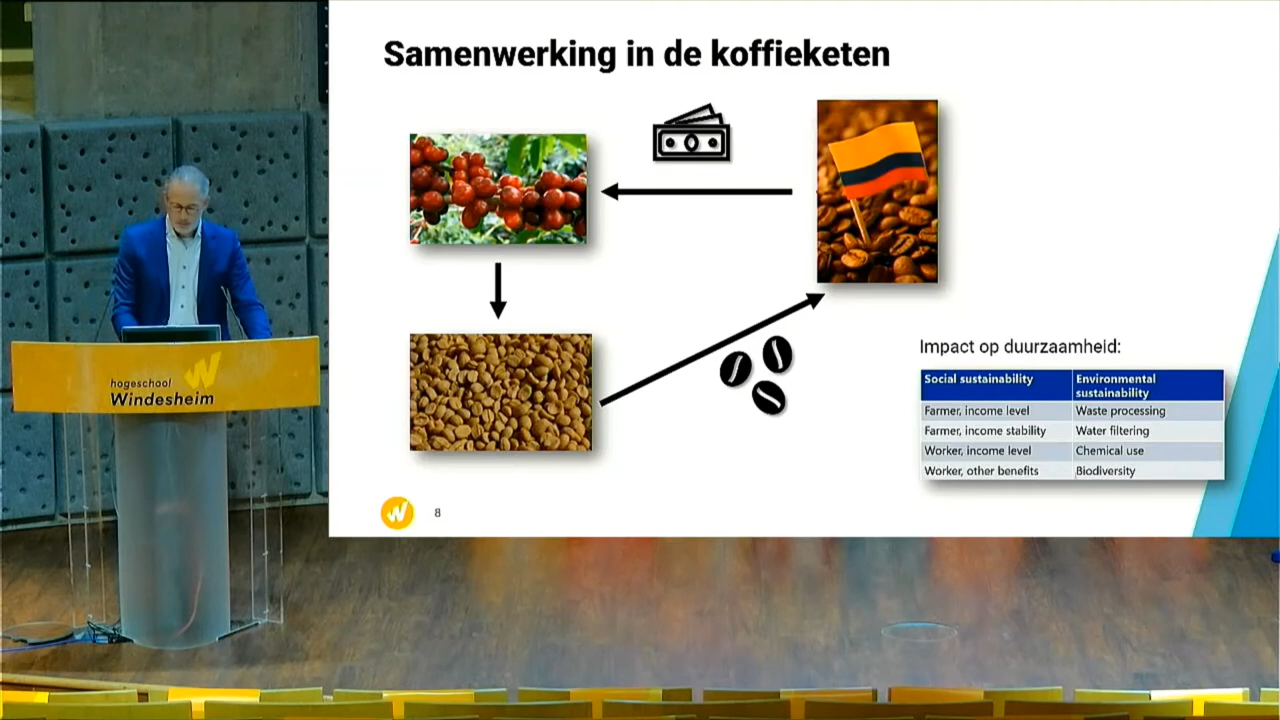 Samenwerking in de koffieketen
Impact op duurzaamheid:
Social sustainability
Environmental
sustainability
Farmer, income level
Waste processing
Farmer, income stability
Water filtering
Worker, income level
Chemical use
Worker, other benefits
Biodiversity
8
hogeschool
Windesheim